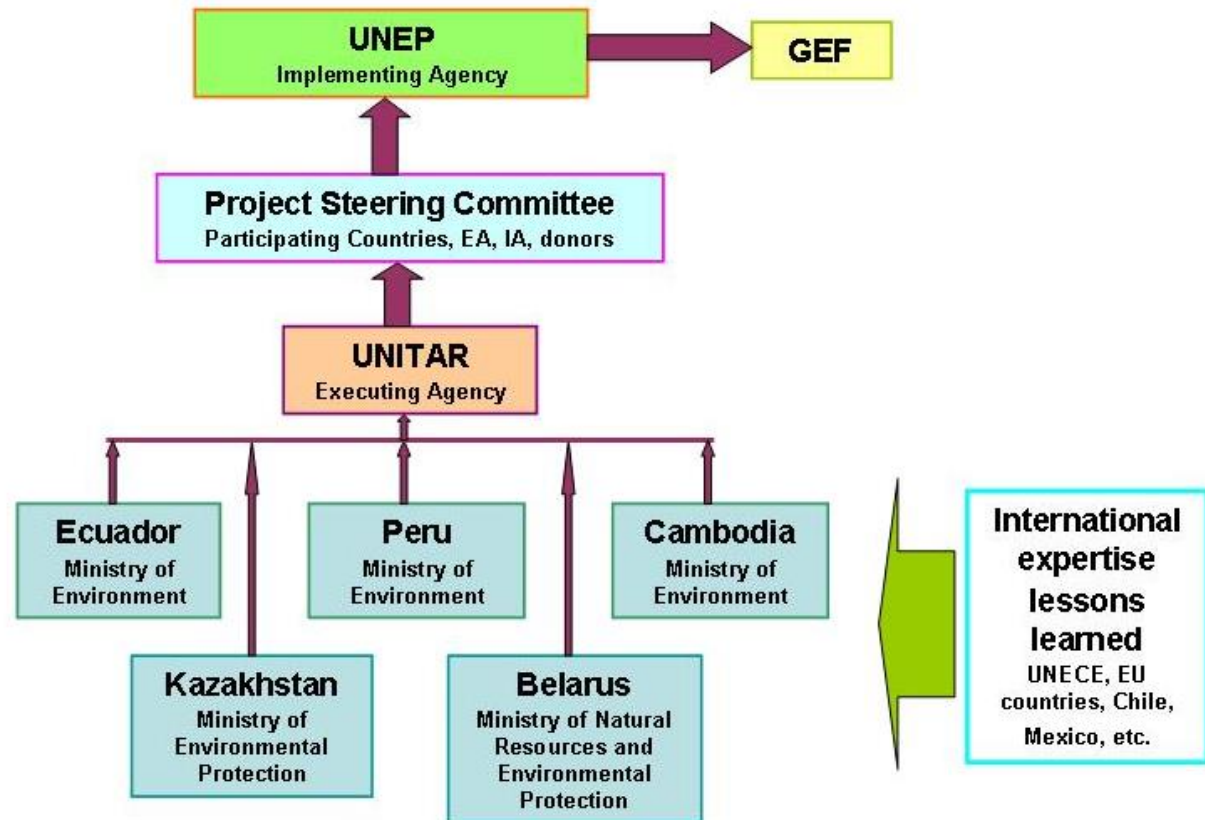 UNEP
Implementing Agency
GEF
Project Steering Committee
Participating Countries, EA, IA, donors
UNITAR
Executing Agency
Ecuador
Ministry of
Environment
Peru
Ministry of
Environment
Cambodia
Ministry of
Environment
Kazakhstan
Ministry of
Environmental
Protection
Belarus
Ministry of Natural
Resources and
Environmental
Protection
International
expertise
lessons
learned
UNECE, EU
countries, Chile,
Mexico, etc.